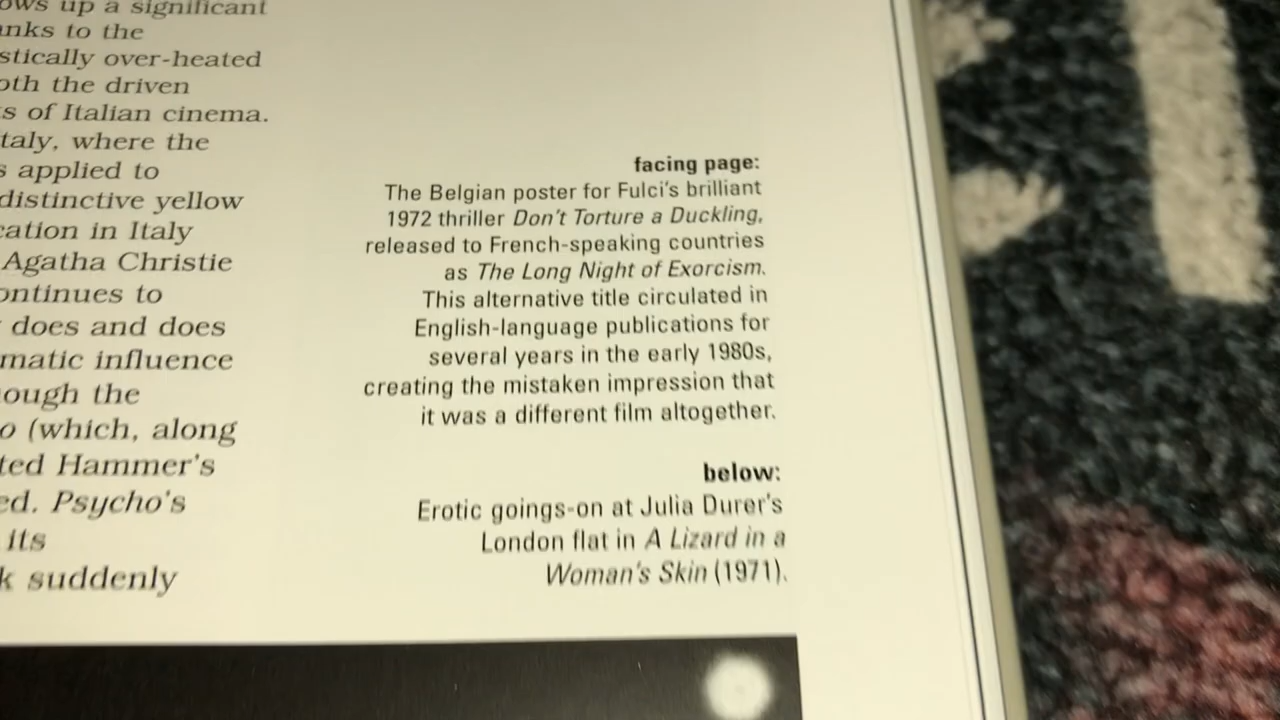 ows up a significant
anks to the
stically over-heated
oth the driven
s of Italian cinema.
taly, where the
s applied to
distinctive yellow
cation in Italy
Agatha Christie
ontinues to
does and does
matic influence
ough the
o (which, along
ted Hammer's
ed. Psycho's
its
k suddenly
facing page:
The Belgian poster for Fulci's brilliant
1972 thriller Don't Torture a Duckling,
released to French-speaking countries
as The Long Night of Exorcism.
This alternative title circulated in
English-language publications for
several years in the early 1980s,
creating the mistaken impression that
it was a different film altogether.
below:
Erotic goings-on at Julia Durer's
London flat in A Lizard in a
Woman's Skin (1971).